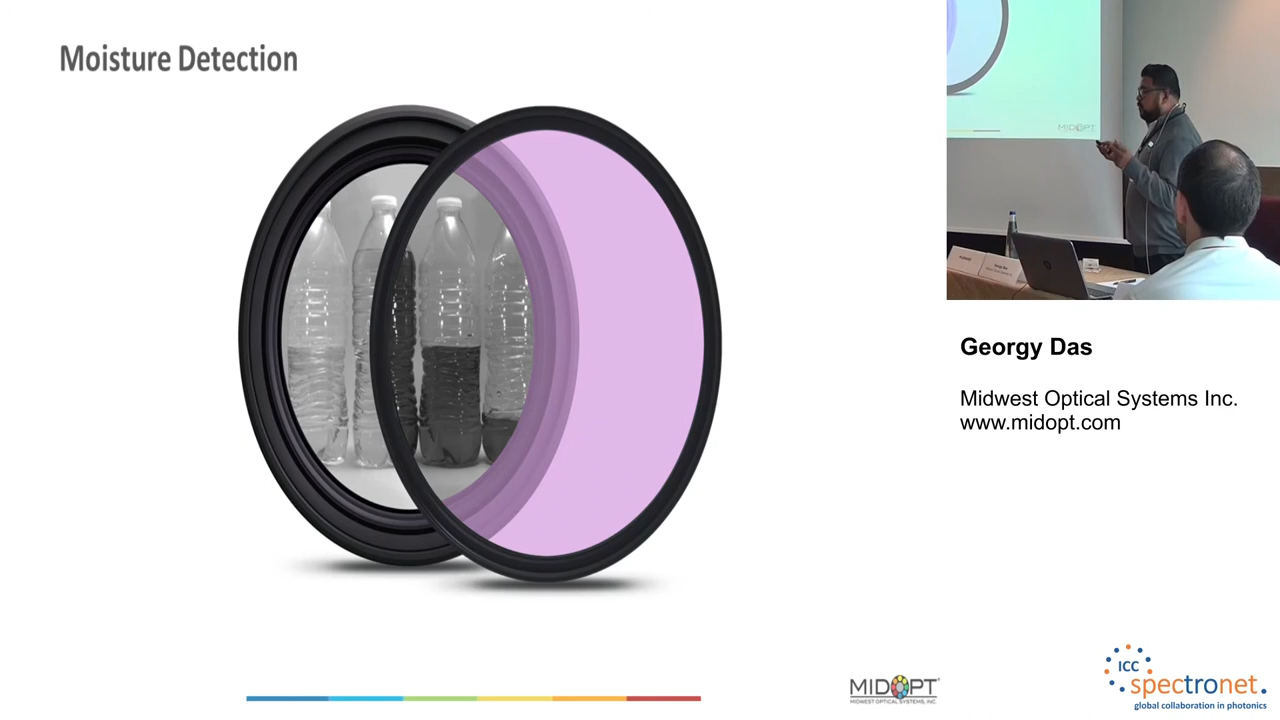 Moisture Detection
MIDOPT
Georgy Das
Midwest Optical Systems Inc.
www.midopt.com
MIDOPT
MIDWEST OPTICAL SYSTEMS, INC.
ICC
spectronet.
global collaboration in photonics